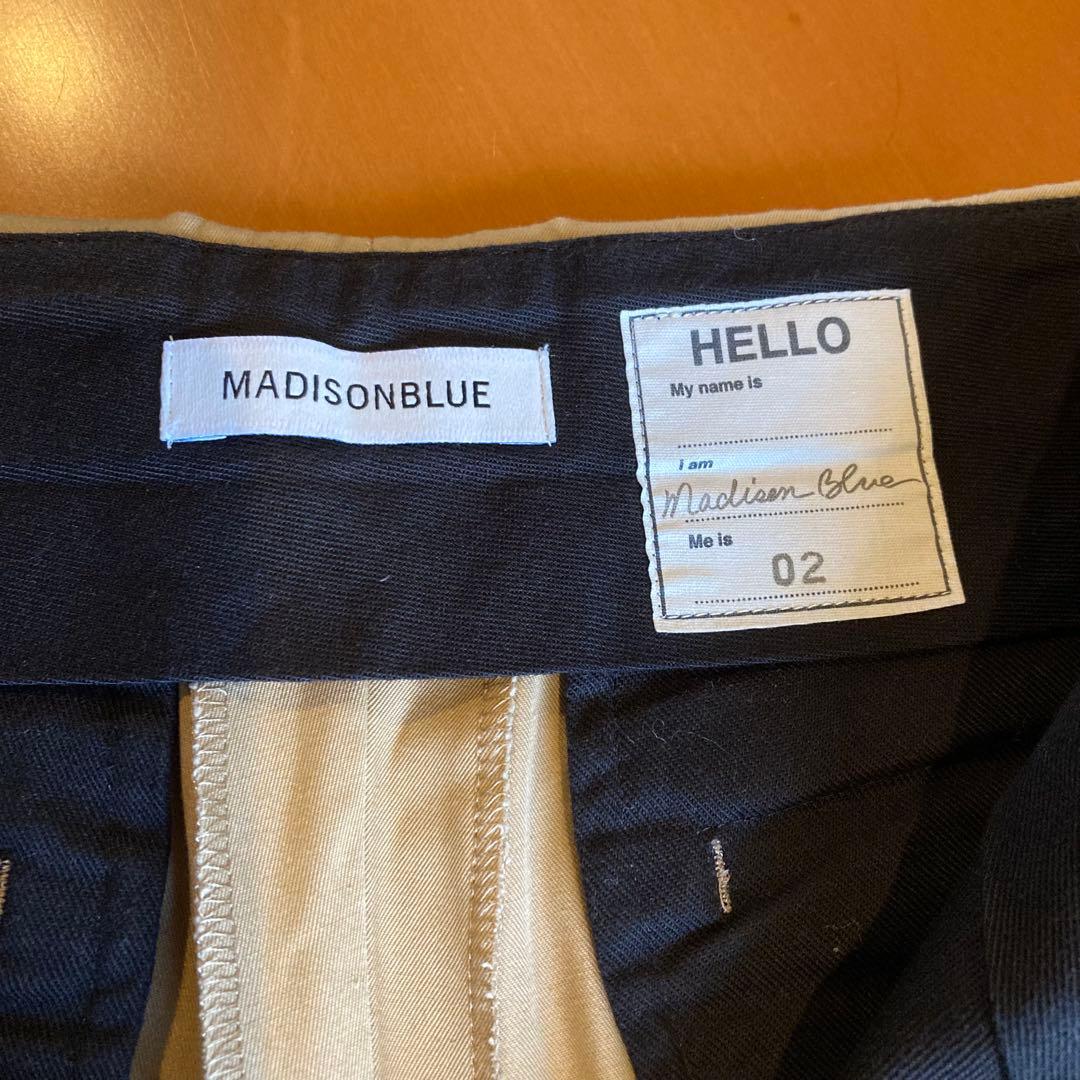 MADISONBLUE
HELLO
My name is
i am
Madison Blue
Me is
02